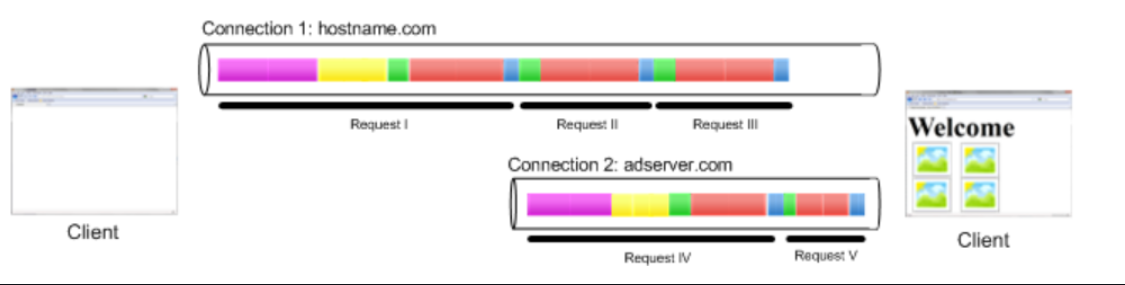 Connection 1: hostname.com
Request I
Request II
Request III
Connection 2: adserver.com
Request IV
Request V
Client
Welcome
Client